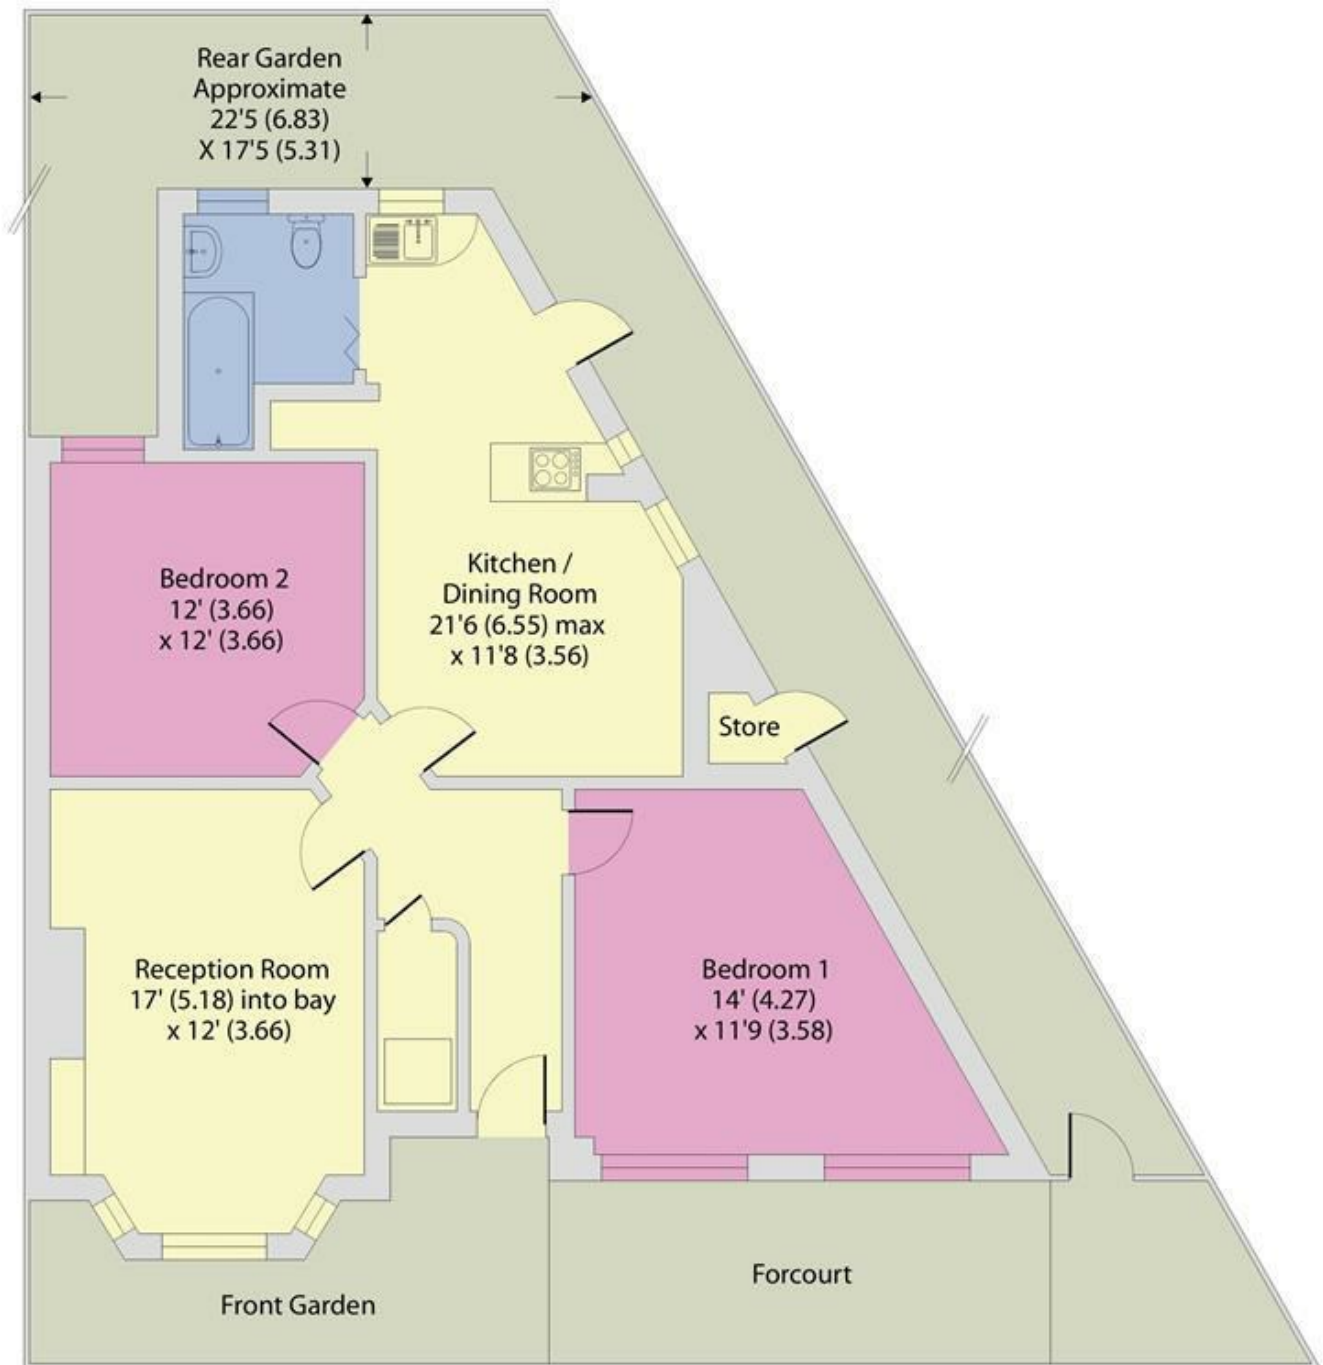 Rear Garden
Approximate
22'5 (6.83)
X 17'5 (5.31)
Kitchen /
Dining Room
21'6 (6.55) max
x 11'8 (3.56)
Bedroom 2
12' (3.66)
x 12' (3.66)
Store
Reception Room
17' (5.18) into bay
x 12' (3.66)
Bedroom 1
14' (4.27)
x 11'9 (3.58)
Forcourt
Front Garden